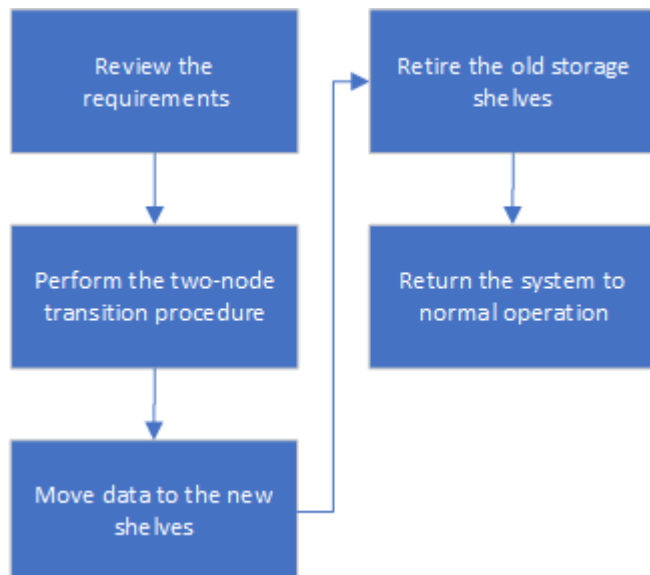 Review the
requirements
Perform the two-node
transition procedure
Move data to the new
shelves
Retire the old storage
shelves
Return the system to
normal operation